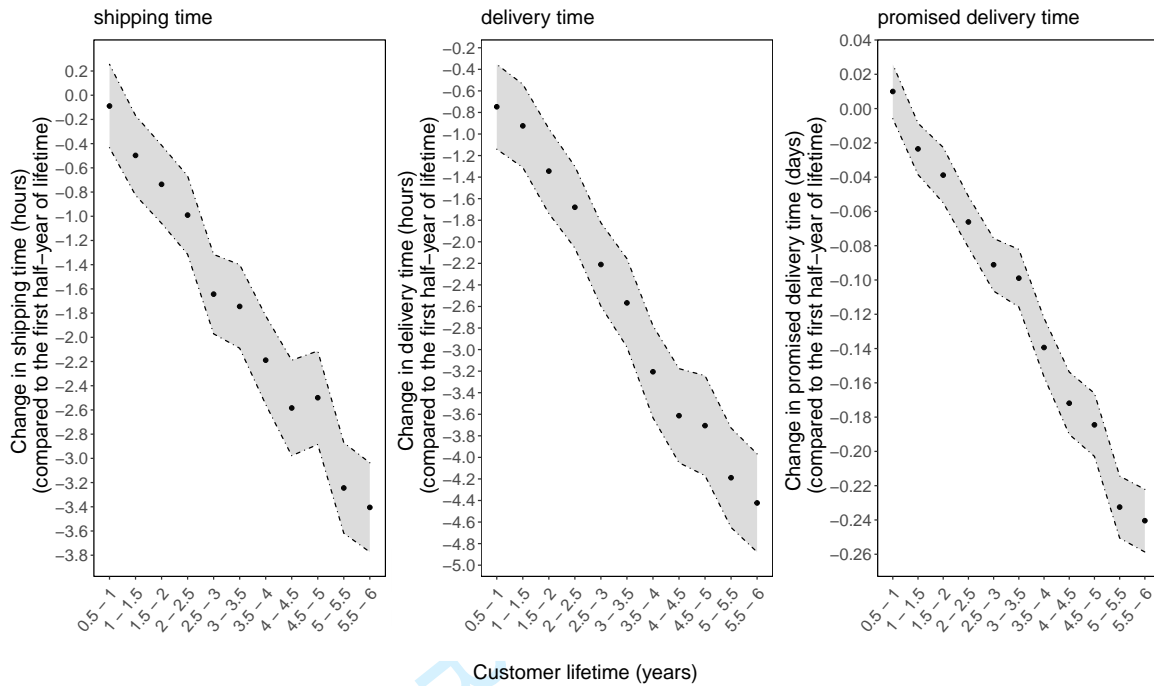 shipping time
Change in shipping time (hours)
(compared to the first half−year of lifetime)
0.2
0.0
−0.2
−0.4
−0.6
−0.8
−1.0
−1.2
−1.4
−1.6
−1.8
−2.0
−2.2
−2.4
−2.6
−2.8
−3.0
−3.2
−3.4
−3.6
−3.8
0.5 − 1
1 − 1.5
1.5 − 2
2 − 2.5
2.5 − 3
3 − 3.5
3.5 − 4
4 − 4.5
4.5 − 5
5 − 5.5
5.5 − 6
delivery time
Change in delivery time (hours)
(compared to the first half−year of lifetime)
−0.2
−0.4
−0.6
−0.8
−1.0
−1.2
−1.4
−1.6
−1.8
−2.0
−2.2
−2.4
−2.6
−2.8
−3.0
−3.2
−3.4
−3.6
−3.8
−4.0
−4.2
−4.4
−4.6
−4.8
−5.0
0.5 − 1
1 − 1.5
1.5 − 2
2 − 2.5
2.5 − 3
3 − 3.5
3.5 − 4
4 − 4.5
4.5 − 5
5 − 5.5
5.5 − 6
promised delivery time
Change in promised delivery time (days)
(compared to the first half−year of lifetime)
0.04
0.02
0.00
−0.02
−0.04
−0.06
−0.08
−0.10
−0.12
−0.14
−0.16
−0.18
−0.20
−0.22
−0.24
−0.26
0.5 − 1
1 − 1.5
1.5 − 2
2 − 2.5
2.5 − 3
3 − 3.5
3.5 − 4
4 − 4.5
4.5 − 5
5 − 5.5
5.5 − 6
Customer lifetime (years)